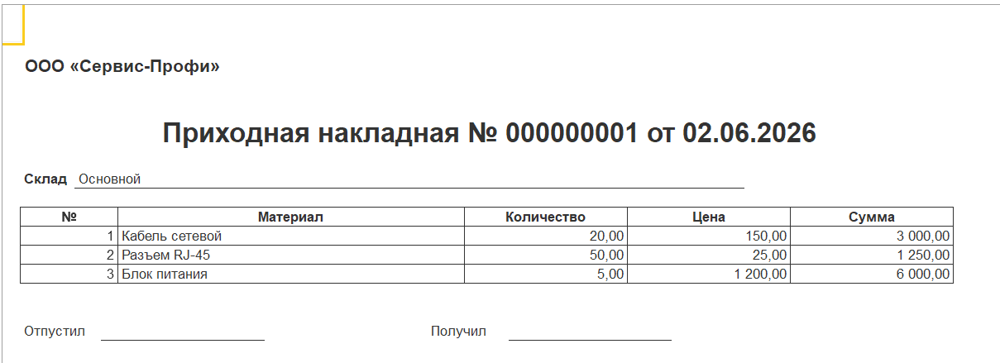 ООО «Сервис-Профи»
Приходная накладная № 000000001 от 02.06.2026
Склад Основной
№ Материал Количество Цена Сумма
1 Кабель сетевой 20,00 150,00 3 000,00
2 Разъем RJ-45 50,00 25,00 1 250,00
3 Блок питания 5,00 1 200,00 6 000,00
Отпустил Получил